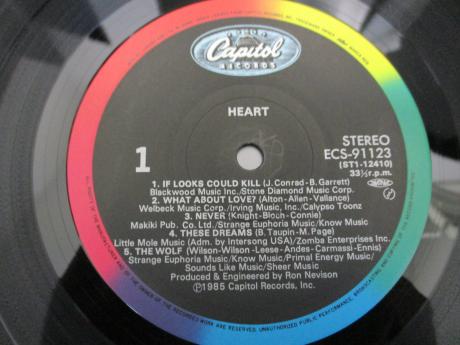 Capitol
RECORDS
HEART
1
STEREO
ECS-91123
(ST1-12410)
33⅓ r.p.m.
1. IF LOOKS COULD KILL (J. Conrad-B. Garrett)
Blackwood Music Inc./Stone Diamond Music Corp.
2. WHAT ABOUT LOVE? (Alton-Allen-Vallance)
Welbeck Music Corp./Irving Music, Inc./Calypso Toonz
3. NEVER (Knight-Bloch-Connie)
Makiki Pub. Co. Ltd./Strange Euphoria Music/Know Music
4. THESE DREAMS (B. Taupin-M. Page)
Little Mole Music (Adm. by Intersong USA)/Zomba Enterprises Inc.
5. THE WOLF (Wilson-Wilson-Leese-Andes-Carmassi-Ennis)
Strange Euphoria Music/Know Music/Primal Energy Music/
Sounds Like Music/Sheer Music
Produced & Engineered by Ron Nevison
Ⓟ1985 Capitol Records, Inc.